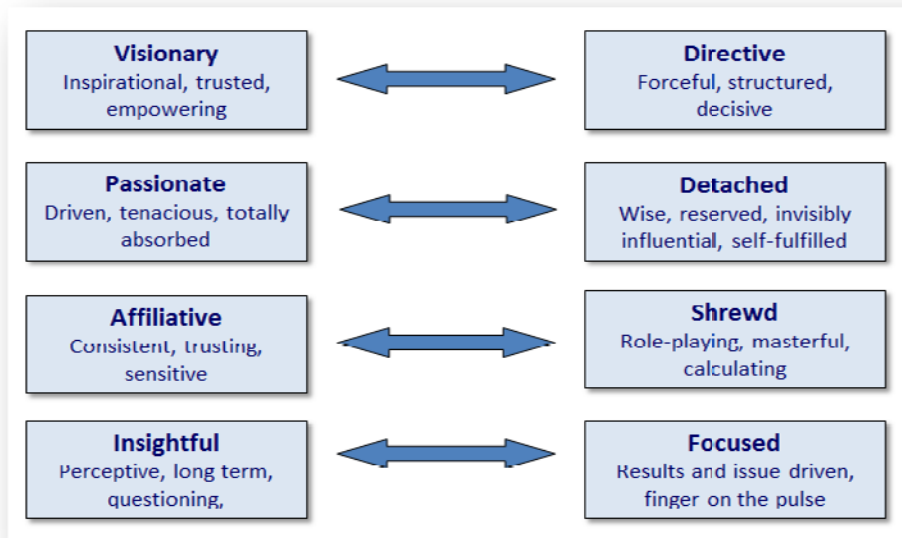 Visionary
Inspirational, trusted,
empowering
Directive
Forceful, structured,
decisive
Passionate
Driven, tenacious, totally
absorbed
Detached
Wise, reserved, invisibly
influential, self-fulfilled
Affiliative
Consistent, trusting,
sensitive
Shrewd
Role-playing, masterful,
calculating
Insightful
Perceptive, long term,
questioning,
Focused
Results and issue driven,
finger on the pulse